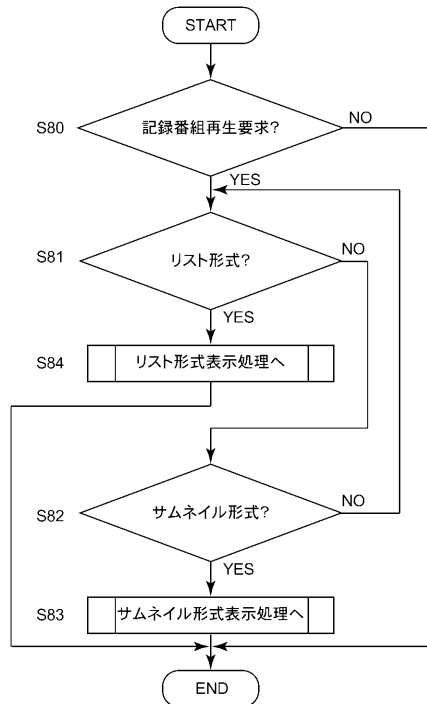 START
S80
記録番組再生要求?
NO
YES
S81
リスト形式?
NO
YES
S84
リスト形式表示処理へ
S82
サムネイル形式?
NO
YES
S83
サムネイル形式表示処理へ
END